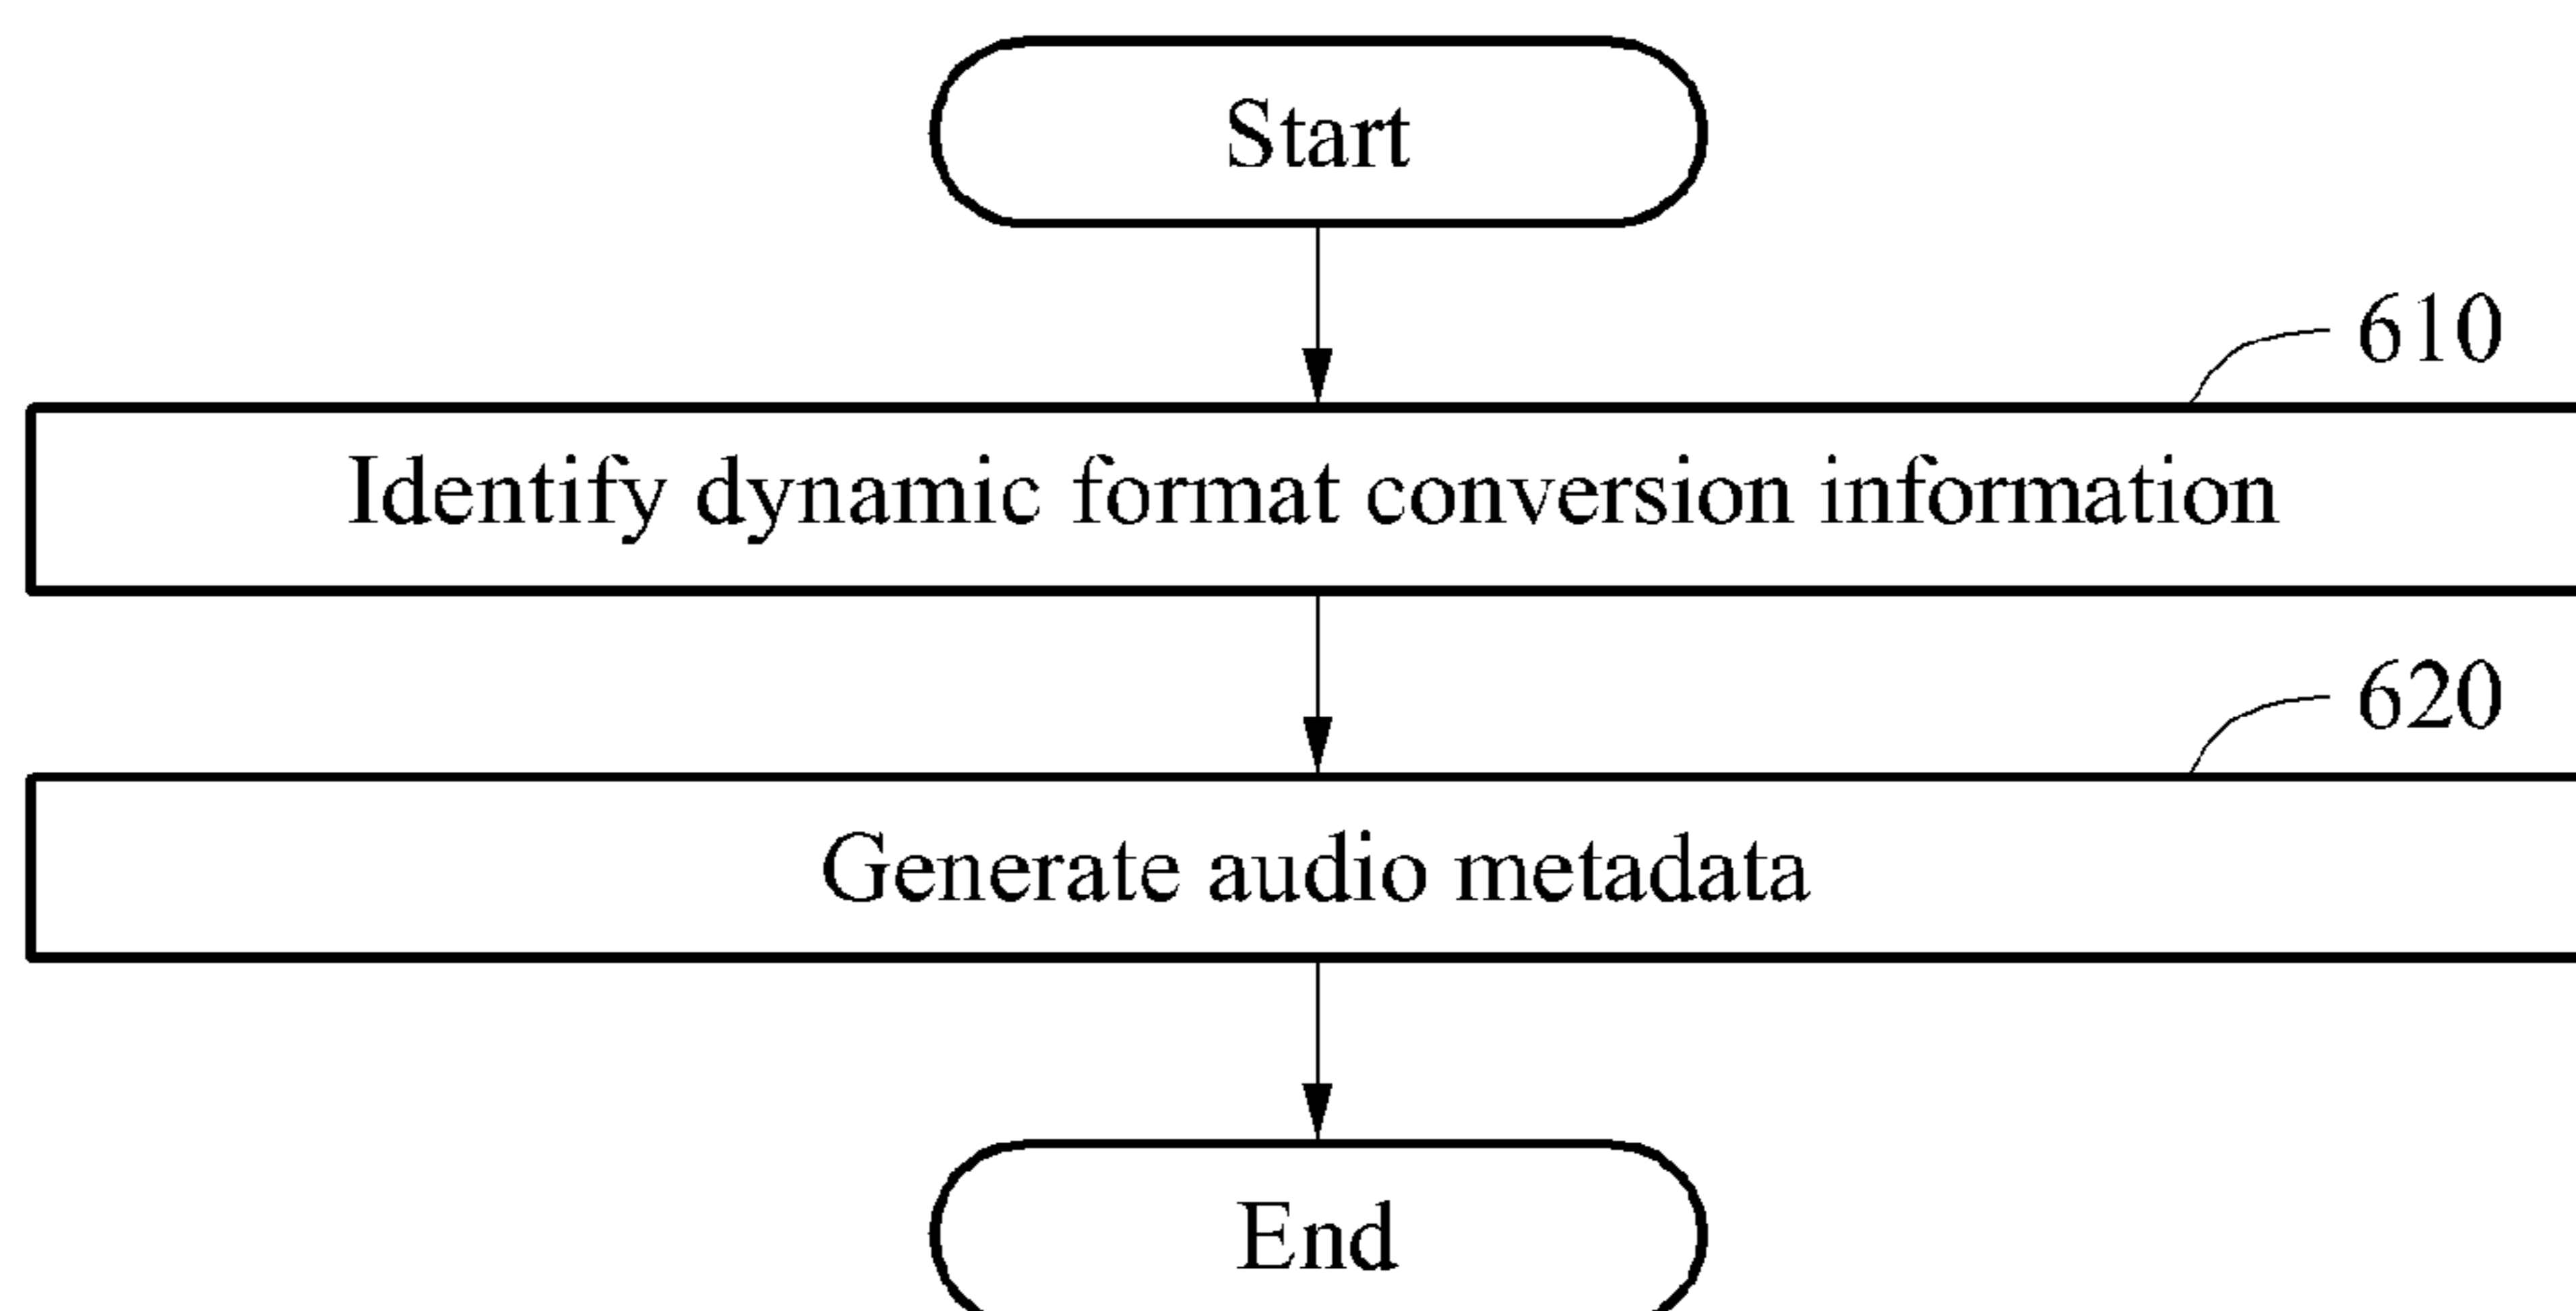 Start
610
Identify dynamic format conversion information
620
Generate audio metadata
End